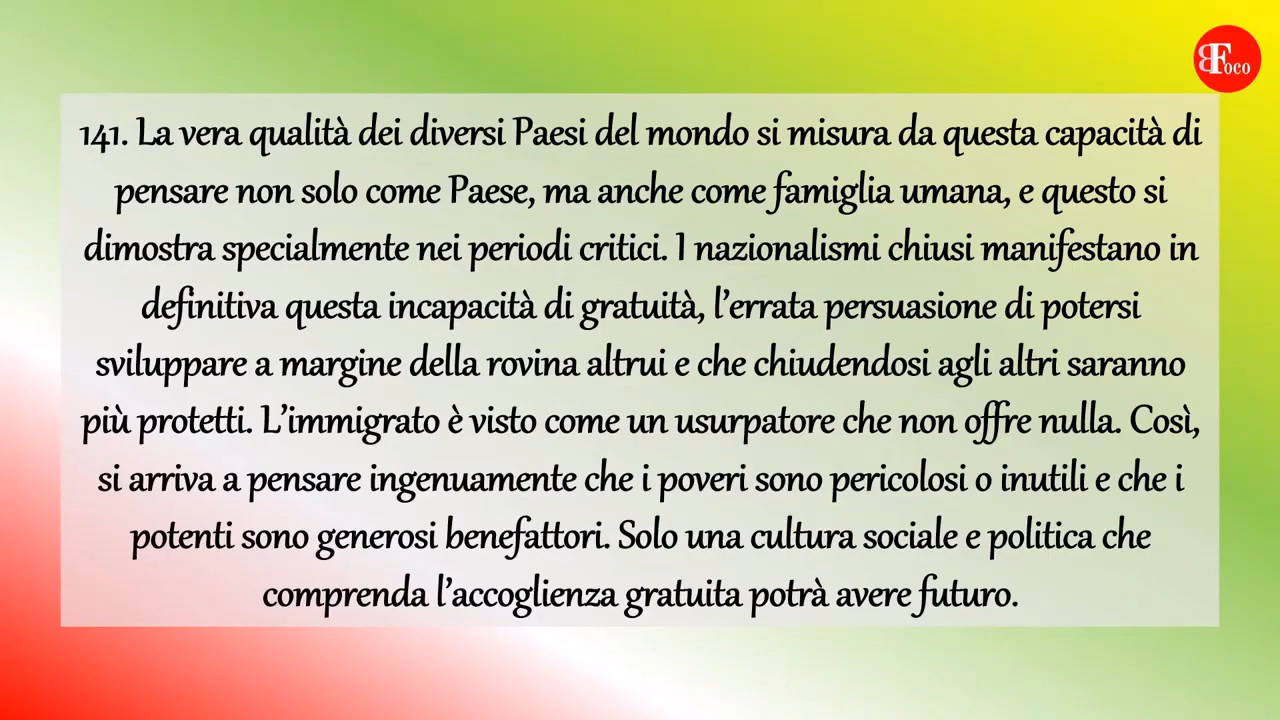 BFoco
141. La vera qualità dei diversi Paesi del mondo si misura da questa capacità di
pensare non solo come Paese, ma anche come famiglia umana, e questo si
dimostra specialmente nei periodi critici. I nazionalismi chiusi manifestano in
definitiva questa incapacità di gratuità, l’errata persuasione di potersi
sviluppare a margine della rovina altrui e che chiudendosi agli altri saranno
più protetti. L’immigrato è visto come un usurpatore che non offre nulla. Così,
si arriva a pensare ingenuamente che i poveri sono pericolosi o inutili e che i
potenti sono generosi benefattori. Solo una cultura sociale e politica che
comprenda l’accoglienza gratuita potrà avere futuro.